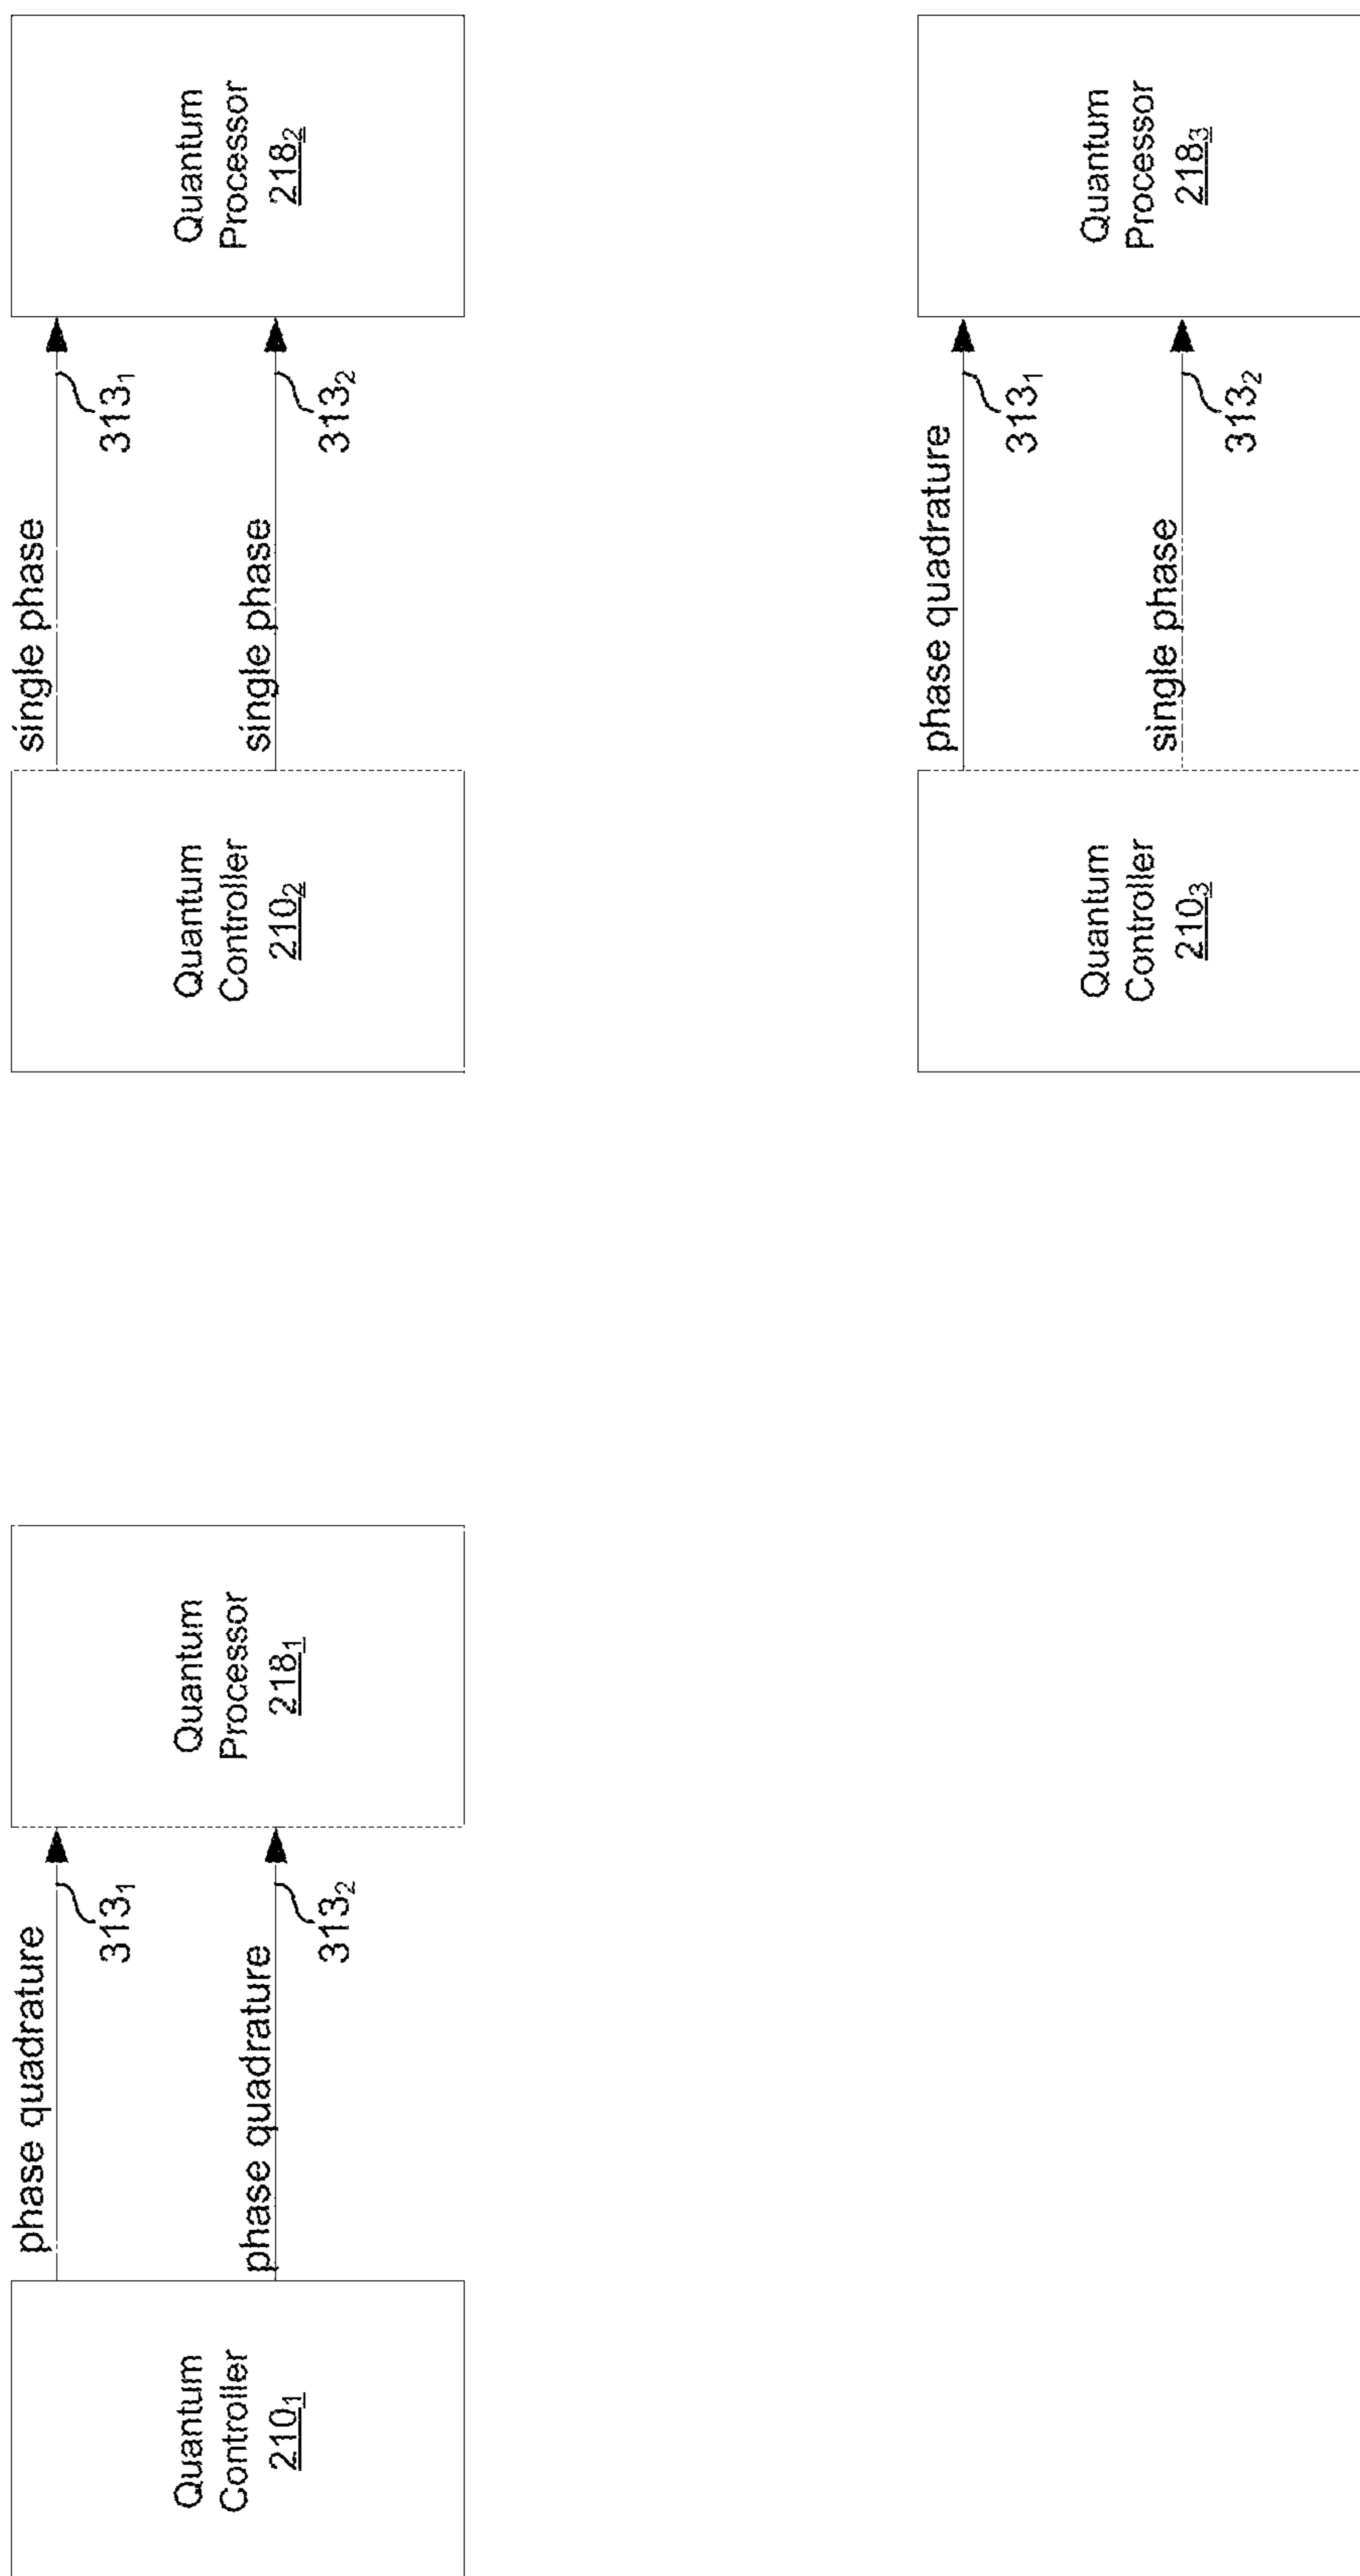 Quantum
Controller
210₁
phase quadrature
313₁
phase quadrature
313₂
Quantum
Processor
218₁
Quantum
Controller
210₂
single phase
313₁
single phase
313₂
Quantum
Processor
218₂
Quantum
Controller
210₃
phase quadrature
313₁
single phase
313₂
Quantum
Processor
218₃